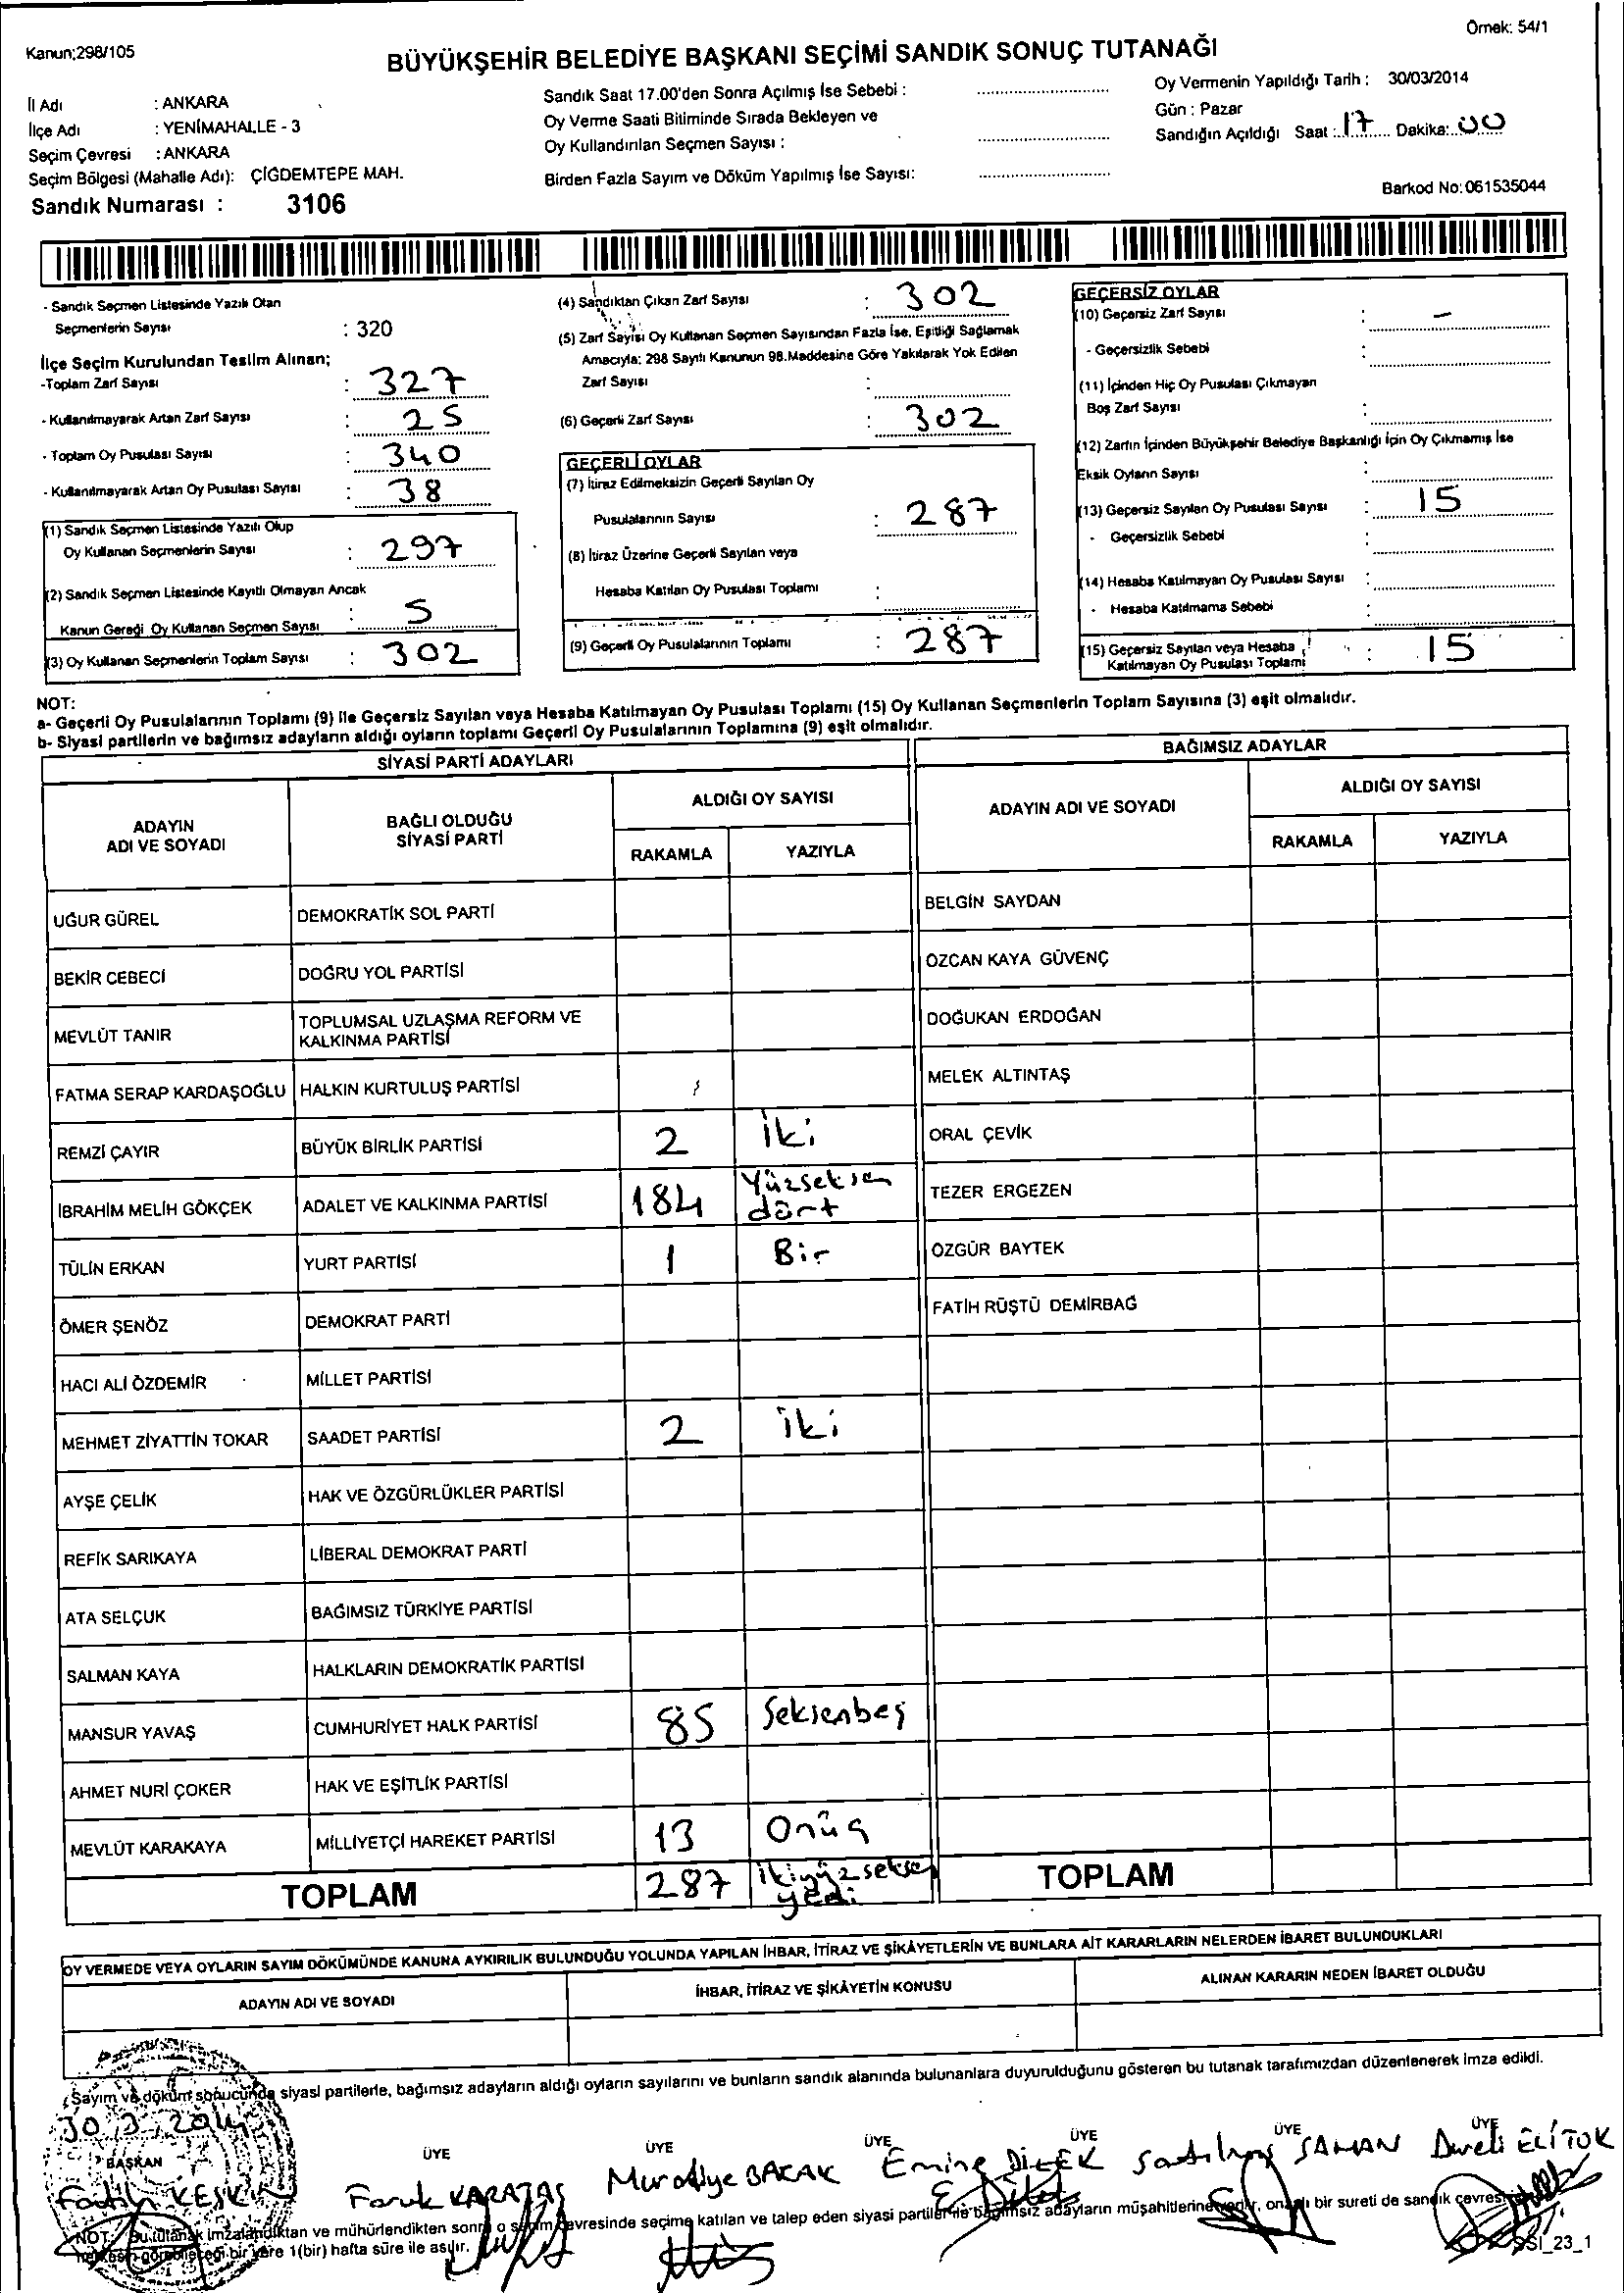 Örnek: 54/1
Kanun;298/105
BÜYÜKŞEHİR BELEDİYE BAŞKANI SEÇİMİ SANDIK SONUÇ TUTANAĞI
İl Adı : ANKARA
İlçe Adı : YENİMAHALLE - 3
Seçim Çevresi : ANKARA
Seçim Bölgesi (Mahalle Adı): ÇİĞDEMTEPE MAH.
Sandık Numarası : 3106
Sandık Saat 17.00'den Sonra Açılmış İse Sebebi :
Oy Verme Saati Bitiminde Sırada Bekleyen ve
Oy Kullandırılan Seçmen Sayısı :
Birden Fazla Sayım ve Döküm Yapılmış İse Sayısı:
Oy Vermenin Yapıldığı Tarih : 30/03/2014
Gün : Pazar
Sandığın Açıldığı Saat : 17 Dakika: 00
Barkod No: 061535044
- Sandık Seçmen Listesinde Yazılı Olan
Seçmenlerin Sayısı : 320
İlçe Seçim Kurulundan Teslim Alınan;
-Toplam Zarf Sayısı : 327
- Kullanılmayarak Artan Zarf Sayısı : 25
- Toplam Oy Pusulası Sayısı : 340
- Kullanılmayarak Artan Oy Pusulası Sayısı : 38
(1) Sandık Seçmen Listesinde Yazılı Olup
Oy Kullanan Seçmenlerin Sayısı : 297
(2) Sandık Seçmen Listesinde Kayıtlı Olmayan Ancak
Kanun Gereği Oy Kullanan Seçmen Sayısı : 5
(3) Oy Kullanan Seçmenlerin Toplam Sayısı : 302
(4) Sandıktan Çıkan Zarf Sayısı : 302
(5) Zarf Sayısı Oy Kullanan Seçmen Sayısından Fazla İse, Eşitliği Sağlamak
Amacıyla; 298 Sayılı Kanunun 98.Maddesine Göre Yakılarak Yok Edilen
Zarf Sayısı :
(6) Geçerli Zarf Sayısı : 302
GEÇERLİ OYLAR
(7) İtiraz Edilmeksizin Geçerli Sayılan Oy
Pusulalarının Sayısı : 287
(8) İtiraz Üzerine Geçerli Sayılan veya
Hesaba Katılan Oy Pusulası Toplamı :
(9) Geçerli Oy Pusulalarının Toplamı : 287
GEÇERSİZ OYLAR
(10) Geçersiz Zarf Sayısı : -
- Geçersizlik Sebebi :
(11) İçinden Hiç Oy Pusulası Çıkmayan
Boş Zarf Sayısı :
(12) Zarfın İçinden Büyükşehir Belediye Başkanlığı İçin Oy Çıkmamış İse
Eksik Oyların Sayısı :
(13) Geçersiz Sayılan Oy Pusulası Sayısı : 15
- Geçersizlik Sebebi :
(14) Hesaba Katılmayan Oy Pusulası Sayısı :
- Hesaba Katılmama Sebebi :
(15) Geçersiz Sayılan veya Hesaba
Katılmayan Oy Pusulası Toplamı : 15
NOT:
a- Geçerli Oy Pusulalarının Toplamı (9) ile Geçersiz Sayılan veya Hesaba Katılmayan Oy Pusulası Toplamı (15) Oy Kullanan Seçmenlerin Toplam Sayısına (3) eşit olmalıdır.
b- Siyasi partilerin ve bağımsız adayların aldığı oyların toplamı Geçerli Oy Pusulalarının Toplamına (9) eşit olmalıdır.
SİYASİ PARTİ ADAYLARI
ADAYIN ADI VE SOYADI
BAĞLI OLDUĞU SİYASİ PARTİ
ALDIĞI OY SAYISI
RAKAMLA YAZIYLA
UĞUR GÜREL DEMOKRATİK SOL PARTİ
BEKİR CEBECİ DOĞRU YOL PARTİSİ
MEVLÜT TANIR TOPLUMSAL UZLAŞMA REFORM VE KALKINMA PARTİSİ
FATMA SERAP KARDAŞOĞLU HALKIN KURTULUŞ PARTİSİ
REMZİ ÇAYIR BÜYÜK BİRLİK PARTİSİ 2 iki
İBRAHİM MELİH GÖKÇEK ADALET VE KALKINMA PARTİSİ 184 Yüzseksen dört
TÜLİN ERKAN YURT PARTİSİ 1 Bir
ÖMER ŞENÖZ DEMOKRAT PARTİ
HACI ALİ ÖZDEMİR MİLLET PARTİSİ
MEHMET ZİYATTİN TOKAR SAADET PARTİSİ 2 iki
AYŞE ÇELİK HAK VE ÖZGÜRLÜKLER PARTİSİ
REFİK SARIKAYA LİBERAL DEMOKRAT PARTİ
ATA SELÇUK BAĞIMSIZ TÜRKİYE PARTİSİ
SALMAN KAYA HALKLARIN DEMOKRATİK PARTİSİ
MANSUR YAVAŞ CUMHURİYET HALK PARTİSİ 85 Seksenbeş
AHMET NURİ ÇOKER HAK VE EŞİTLİK PARTİSİ
MEVLÜT KARAKAYA MİLLİYETÇİ HAREKET PARTİSİ 13 Onüç
TOPLAM 287 ikiyüzseksen yedi
BAĞIMSIZ ADAYLAR
ADAYIN ADI VE SOYADI
ALDIĞI OY SAYISI
RAKAMLA YAZIYLA
BELGİN SAYDAN
ÖZCAN KAYA GÜVENÇ
DOĞUKAN ERDOĞAN
MELEK ALTINTAŞ
ORAL ÇEVİK
TEZER ERGEZEN
ÖZGÜR BAYTEK
FATİH RÜŞTÜ DEMİRBAĞ
TOPLAM
OY VERMEDE VEYA OYLARIN SAYIM DÖKÜMÜNDE KANUNA AYKIRILIK BULUNDUĞU YOLUNDA YAPILAN İHBAR, İTİRAZ VE ŞİKÂYETLERİN VE BUNLARA AİT KARARLARIN NELERDEN İBARET BULUNDUKLARI
ADAYIN ADI VE SOYADI
İHBAR, İTİRAZ VE ŞİKÂYETİN KONUSU
ALINAN KARARIN NEDEN İBARET OLDUĞU
Sayım ve döküm sonucunda siyasi partilerle, bağımsız adayların aldığı oyların sayılarını ve bunların sandık alanında bulunanlara duyurulduğunu gösteren bu tutanak tarafımızdan düzenlenerek imza edildi.
30/3/2014
BAŞKAN ÜYE ÜYE ÜYE ÜYE ÜYE ÜYE
Fatih KESKİN Faruk KARATAŞ Muradiye BACAK Emine DİLEK Satılmış SAMAN Dureli ELİTOK
NOT: Bu tutanak imzalandıktan ve mühürlendikten sonra o seçim çevresinde seçime katılan ve talep eden siyasi partiler ile bağımsız adayların müşahitlerine verilir, onaylı bir sureti de sandık çevresinde
herkesin görebileceği bir yere 1(bir) hafta süre ile asılır.
SSİ_23_1